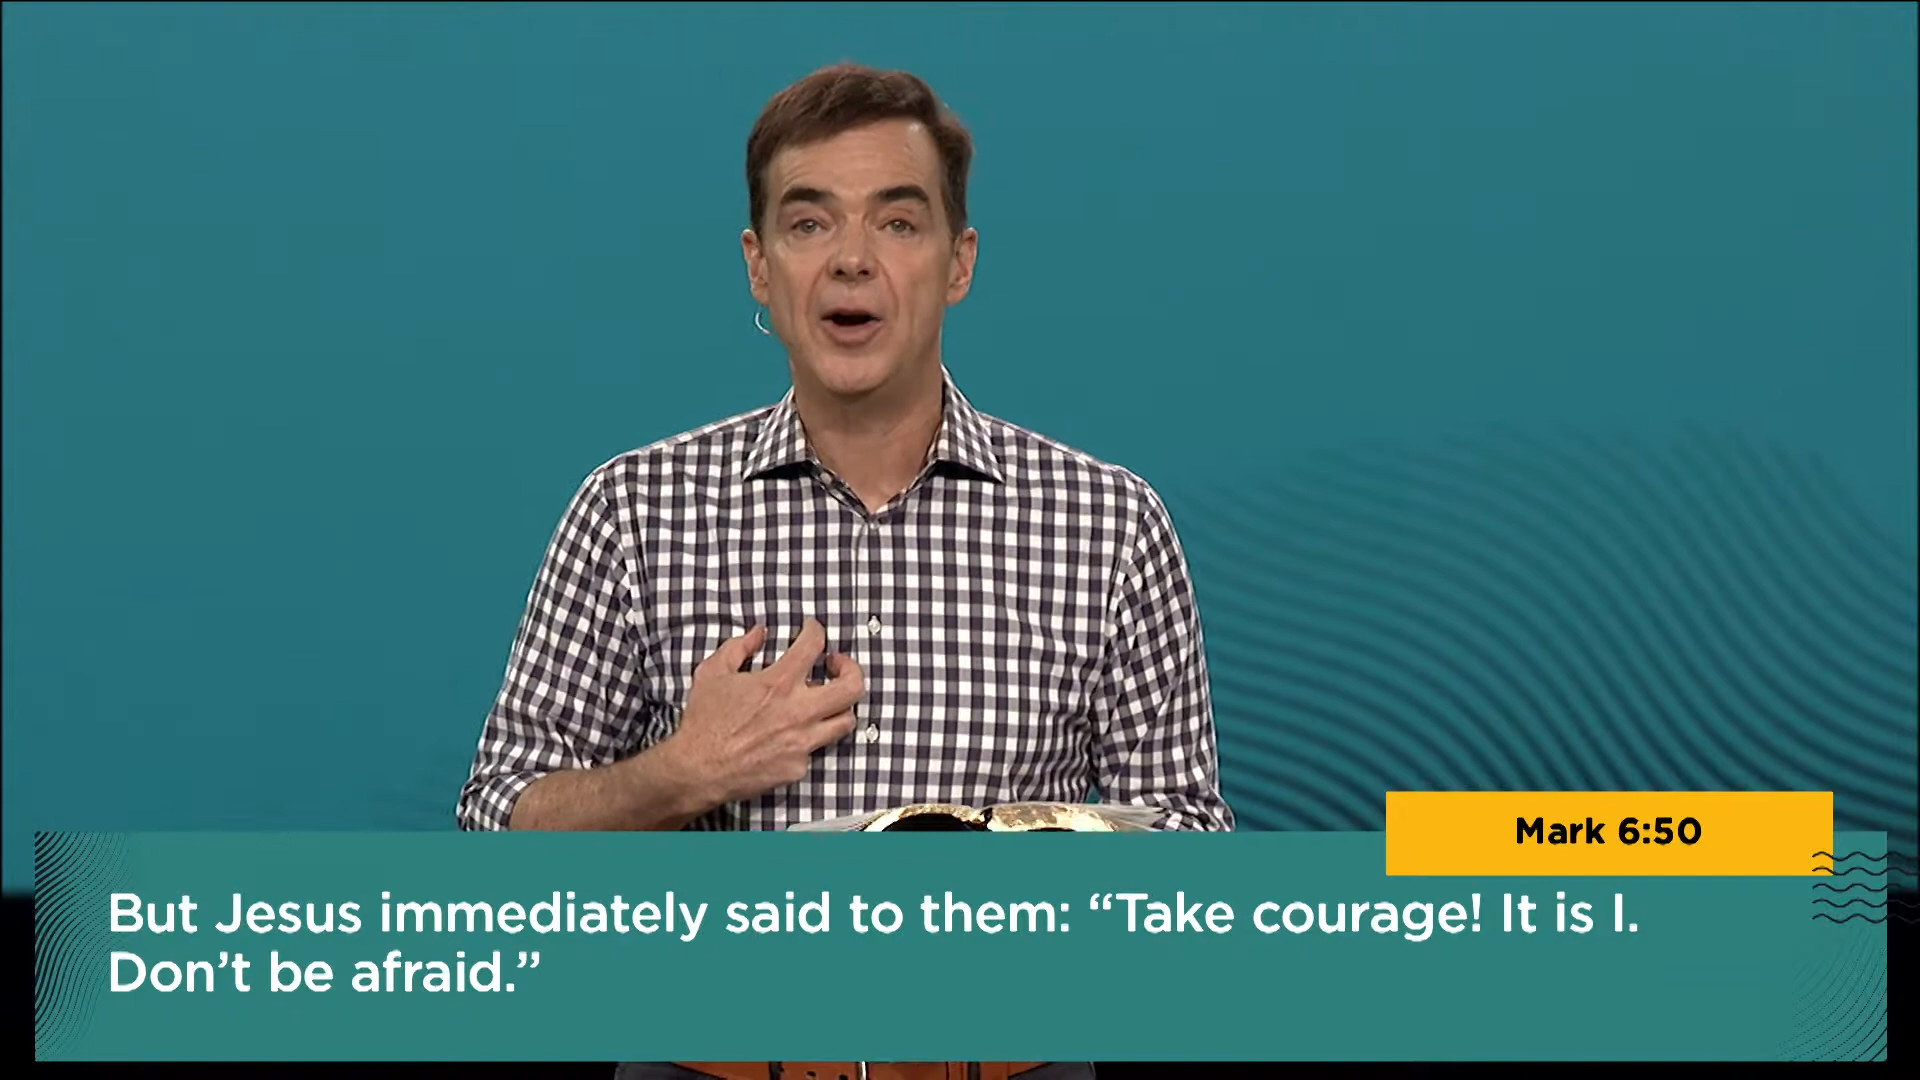 Mark 6:50
But Jesus immediately said to them: “Take courage! It is I.
Don’t be afraid.”